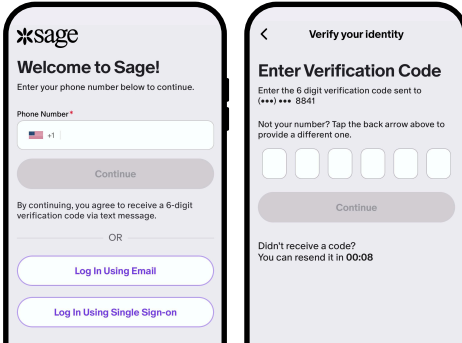 sage
Welcome to Sage!
Enter your phone number below to continue.
Phone Number*
+1
Continue
By continuing, you agree to receive a 6-digit
verification code via text message.
OR
Log In Using Email
Log In Using Single Sign-on
Verify your identity
Enter Verification Code
Enter the 6 digit verification code sent to
(•••) ••• 8841
Not your number? Tap the back arrow above to
provide a different one.
Continue
Didn't receive a code?
You can resend it in 00:08